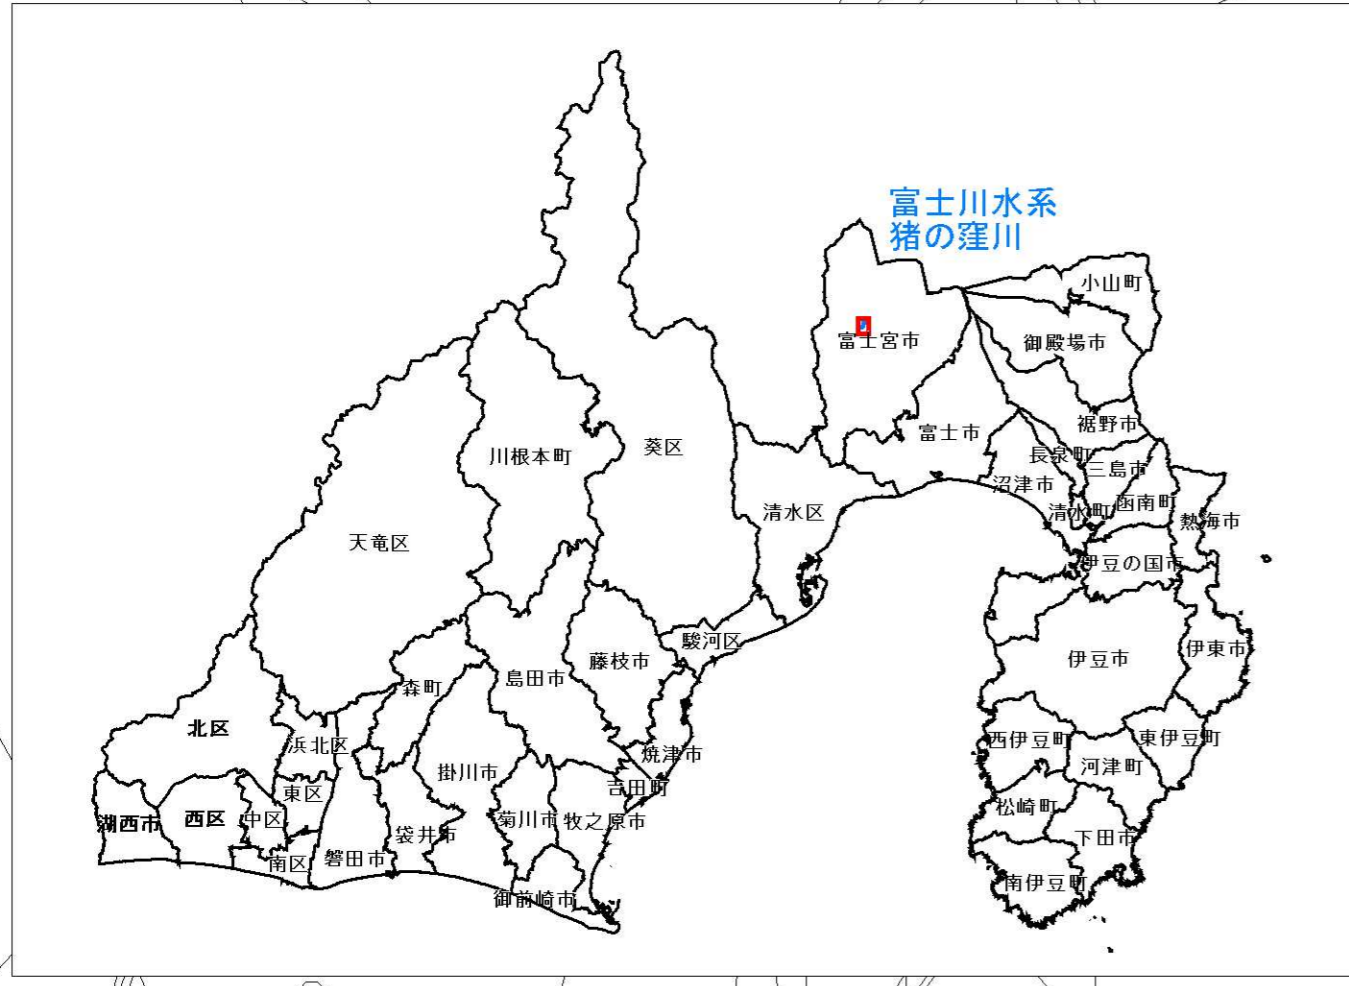 富士川水系
猪の窪川
小山町
富士宮市
御殿場市
裾野市
富士市
葵区
川根本町
長泉町
三島市
沼津市
函南町
清水区
清水町
熱海市
天竜区
伊豆の国市
駿河区
伊東市
藤枝市
伊豆市
島田市
森町
北区
浜北区
西伊豆町
東伊豆町
焼津市
掛川市
河津町
吉田町
東区
松崎町
湖西市
西区
中区
菊川市
牧之原市
袋井市
下田市
磐田市
南区
南伊豆町
御前崎市